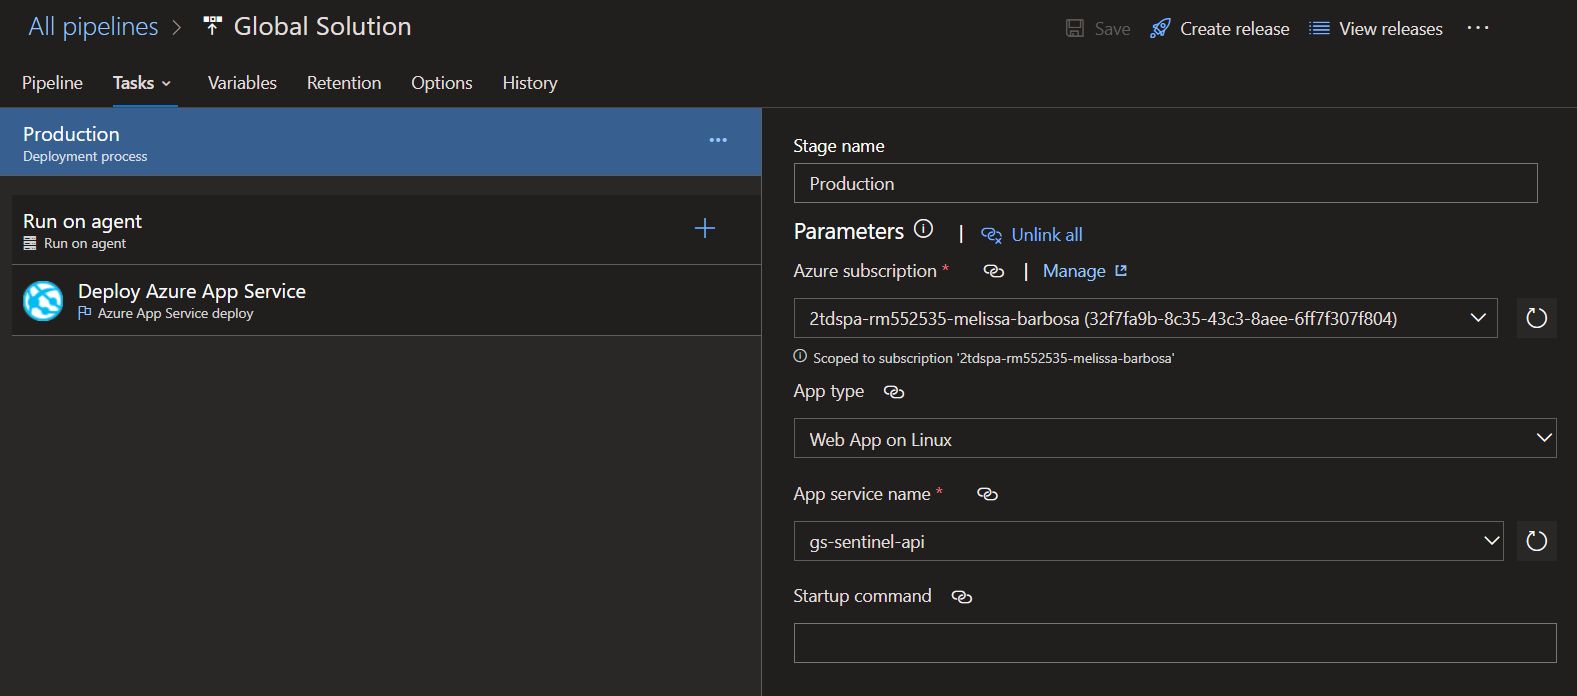 All pipelines > Global Solution
Save Create release View releases ...
Pipeline Tasks Variables Retention Options History
Production
Deployment process
Run on agent
Run on agent
Deploy Azure App Service
Azure App Service deploy
Stage name
Production
Parameters | Unlink all
Azure subscription * | Manage
2tdspa-rm552535-melissa-barbosa (32f7fa9b-8c35-43c3-8aee-6ff7f307f804)
Scoped to subscription '2tdspa-rm552535-melissa-barbosa'
App type
Web App on Linux
App service name *
gs-sentinel-api
Startup command